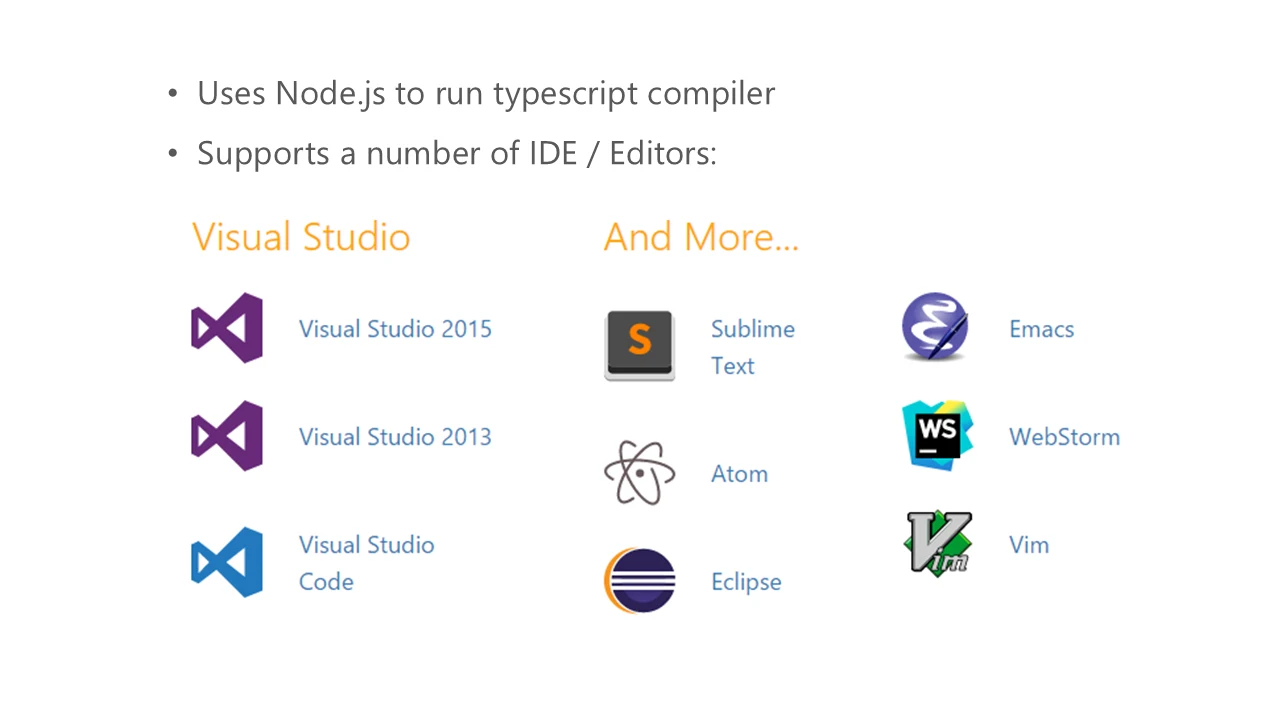 • Uses Node.js to run typescript compiler
• Supports a number of IDE / Editors:
Visual Studio
Visual Studio 2015
Visual Studio 2013
Visual Studio
Code
And More...
S
Sublime
Text
Atom
Eclipse
Emacs
WS
WebStorm
Vim
Vim